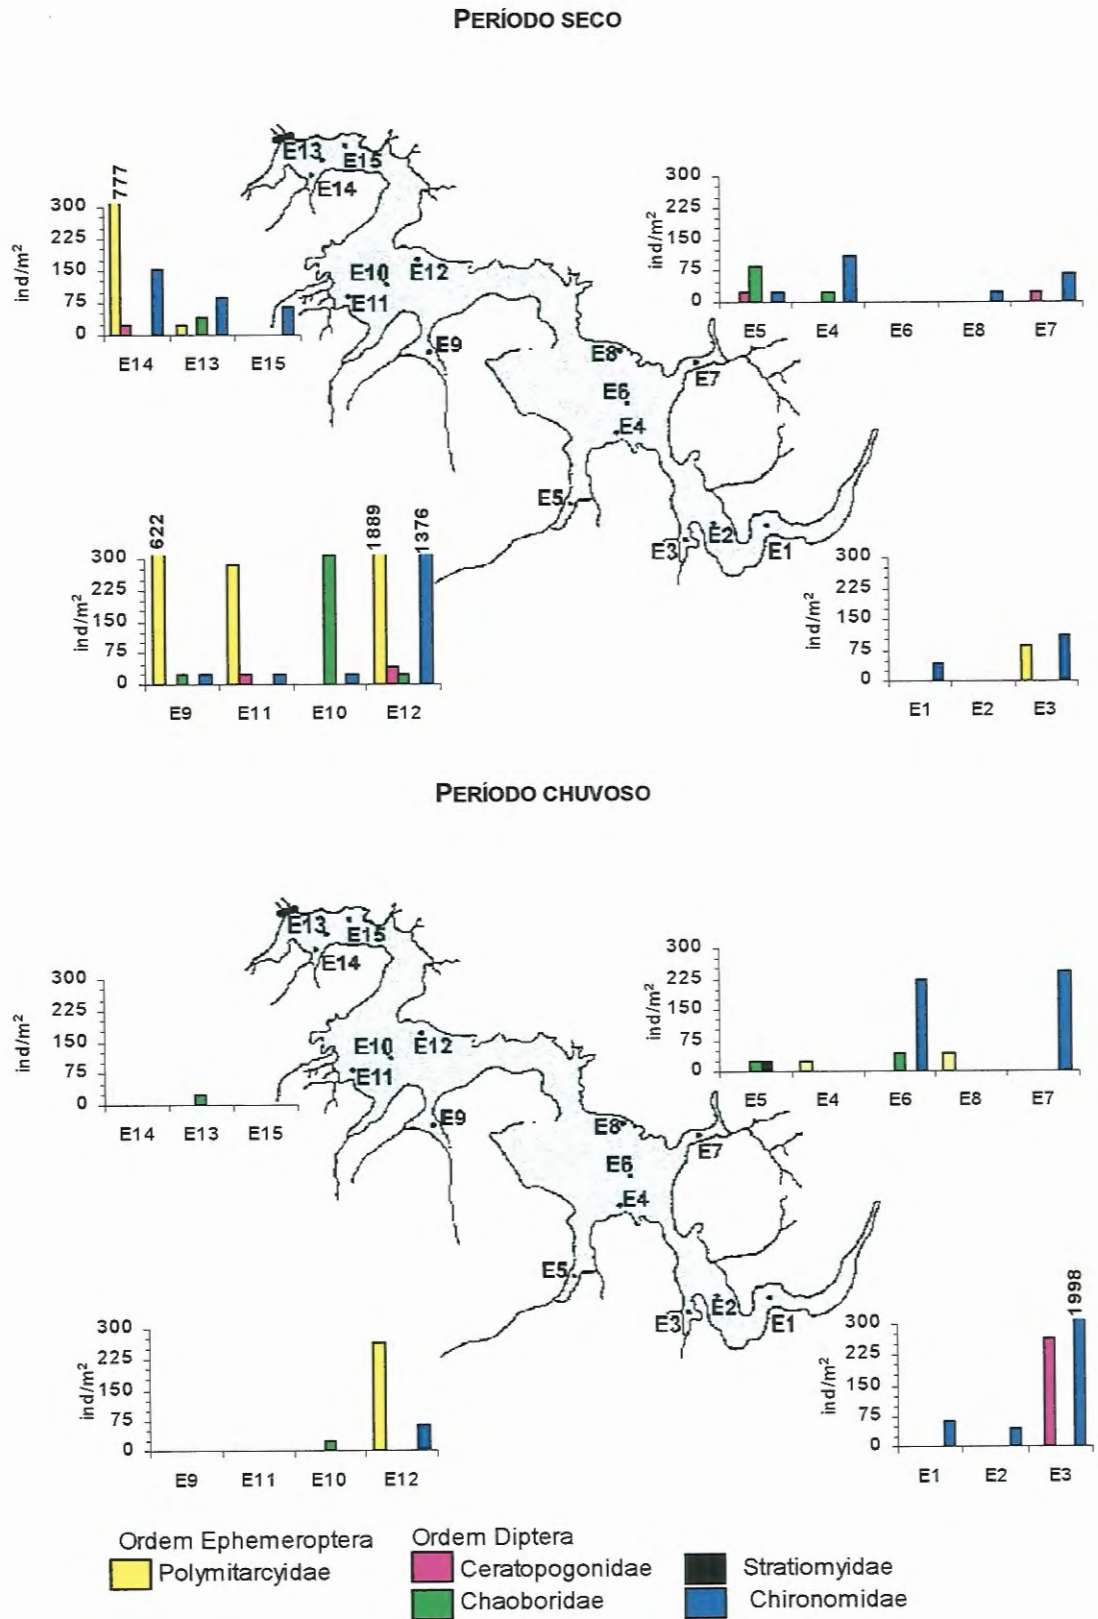 PERÍODO SECO
777
300
225
150
75
0
ind/m²
E14 E13 E15
E13
E15
E14
E10
E12
E11
E9
E8
E7
E6
E4
E5
E2
E3
E1
300
225
150
75
0
ind/m²
E5 E4 E6 E8 E7
622
1889
1376
300
225
150
75
0
ind/m²
E9 E11 E10 E12
300
225
150
75
0
ind/m²
E1 E2 E3
PERÍODO CHUVOSO
E13
E15
E14
E10
E12
E11
E9
E8
E7
E6
E4
E5
E2
E3
E1
300
225
150
75
0
ind/m²
E14 E13 E15
300
225
150
75
0
ind/m²
E5 E4 E6 E8 E7
300
225
150
75
0
ind/m²
E9 E11 E10 E12
1998
300
225
150
75
0
ind/m²
E1 E2 E3
Ordem Ephemeroptera
Polymitarcyidae
Ordem Diptera
Ceratopogonidae
Chaoboridae
Stratiomyidae
Chironomidae